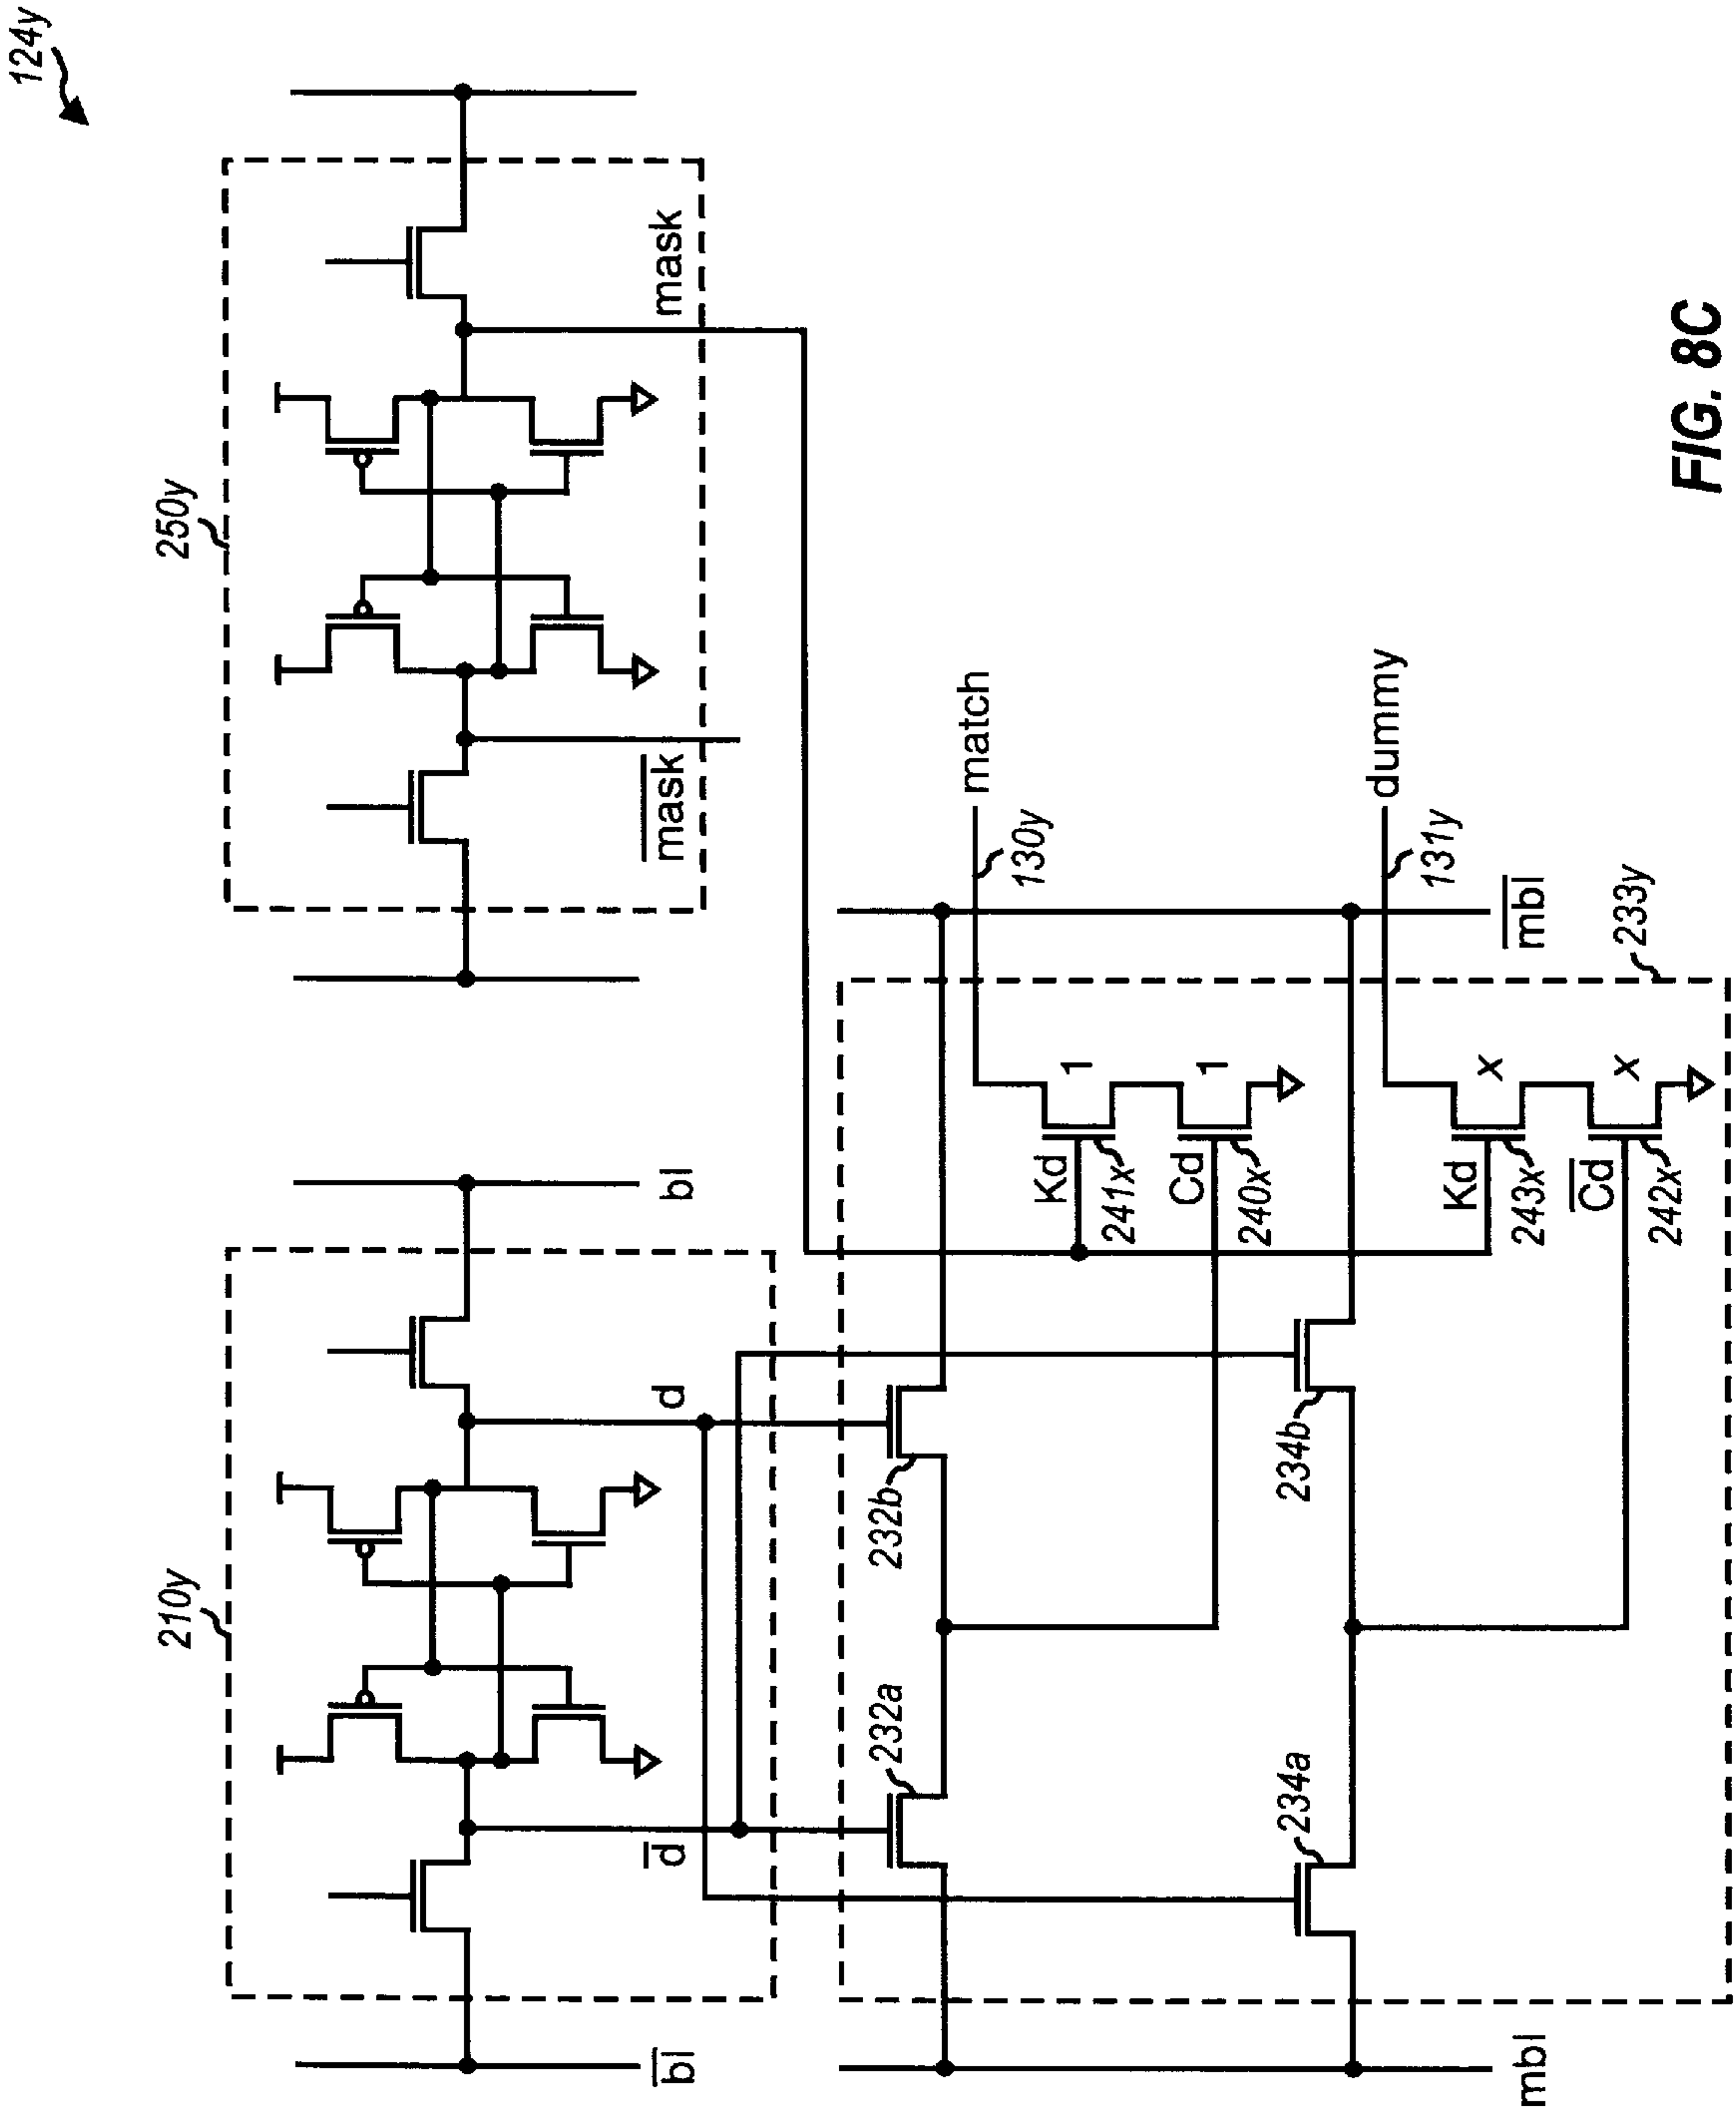 124y
250y
mask
mask
210y
bl
bl
d
d
match
130y
dummy
131y
mbl
233y
mbl
232a
232b
234a
234b
Kd
241x
1
Cd
240x
1
Kd
243x
x
Cd
242x
x
FIG. 8C